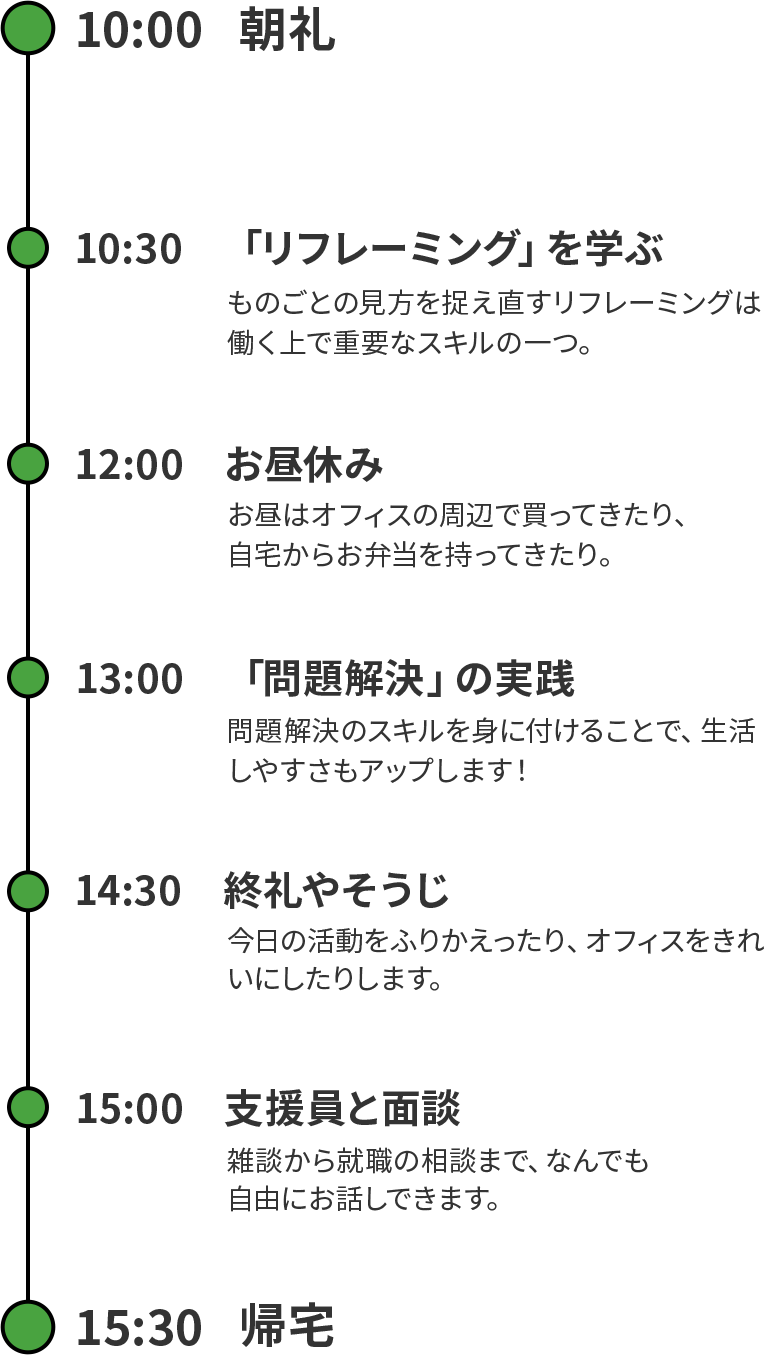 10:00 朝礼
10:30 「リフレーミング」を学ぶ
ものごとの見方を捉え直すリフレーミングは
働く上で重要なスキルの一つ。
12:00 お昼休み
お昼はオフィスの周辺で買ってきたり、
自宅からお弁当を持ってきたり。
13:00 「問題解決」の実践
問題解決のスキルを身に付けることで、生活
しやすさもアップします！
14:30 終礼やそうじ
今日の活動をふりかえったり、オフィスをきれ
いにしたりします。
15:00 支援員と面談
雑談から就職の相談まで、なんでも
自由にお話しできます。
15:30 帰宅